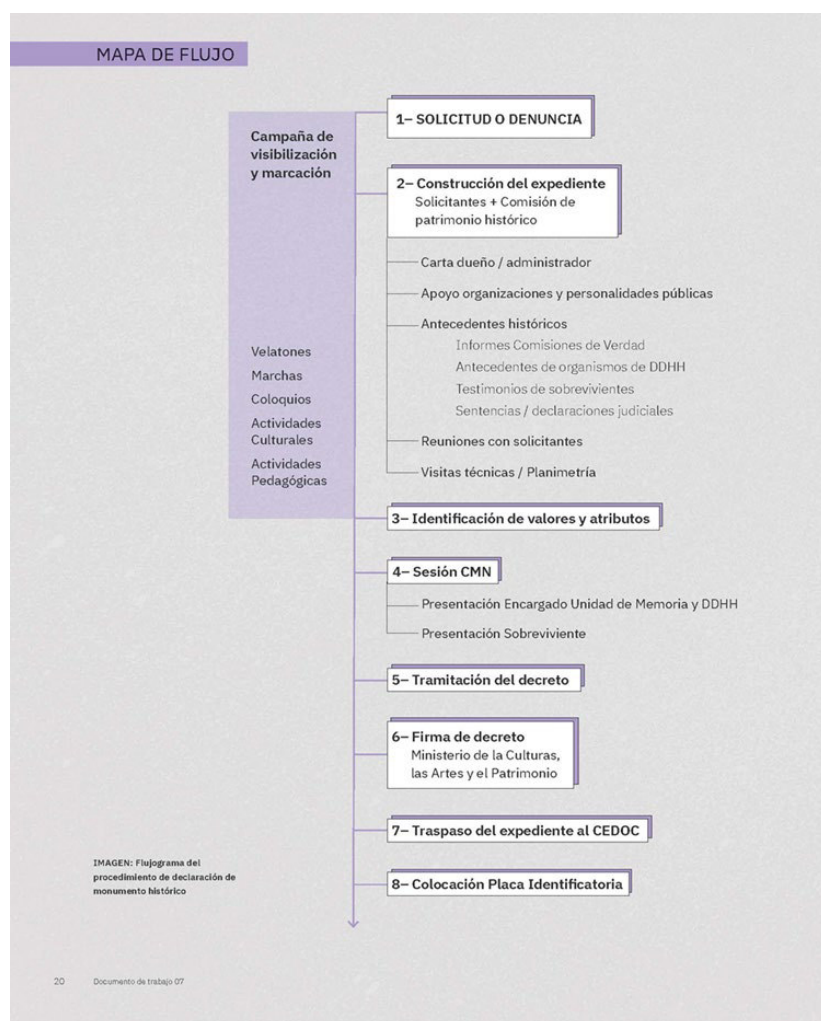 MAPA DE FLUJO
Campaña de
visibilización
y marcación
Velatones
Marchas
Coloquios
Actividades
Culturales
Actividades
Pedagógicas
1– SOLICITUD O DENUNCIA
2– Construcción del expediente
Solicitantes + Comisión de
patrimonio histórico
Carta dueño / administrador
Apoyo organizaciones y personalidades públicas
Antecedentes históricos
Informes Comisiones de Verdad
Antecedentes de organismos de DDHH
Testimonios de sobrevivientes
Sentencias / declaraciones judiciales
Reuniones con solicitantes
Visitas técnicas / Planimetría
3– Identificación de valores y atributos
4– Sesión CMN
Presentación Encargado Unidad de Memoria y DDHH
Presentación Sobreviviente
5– Tramitación del decreto
6– Firma de decreto
Ministerio de la Culturas,
las Artes y el Patrimonio
7– Traspaso del expediente al CEDOC
8– Colocación Placa Identificatoria
IMAGEN: Flujograma del
procedimiento de declaración de
monumento histórico
20 Documento de trabajo 07